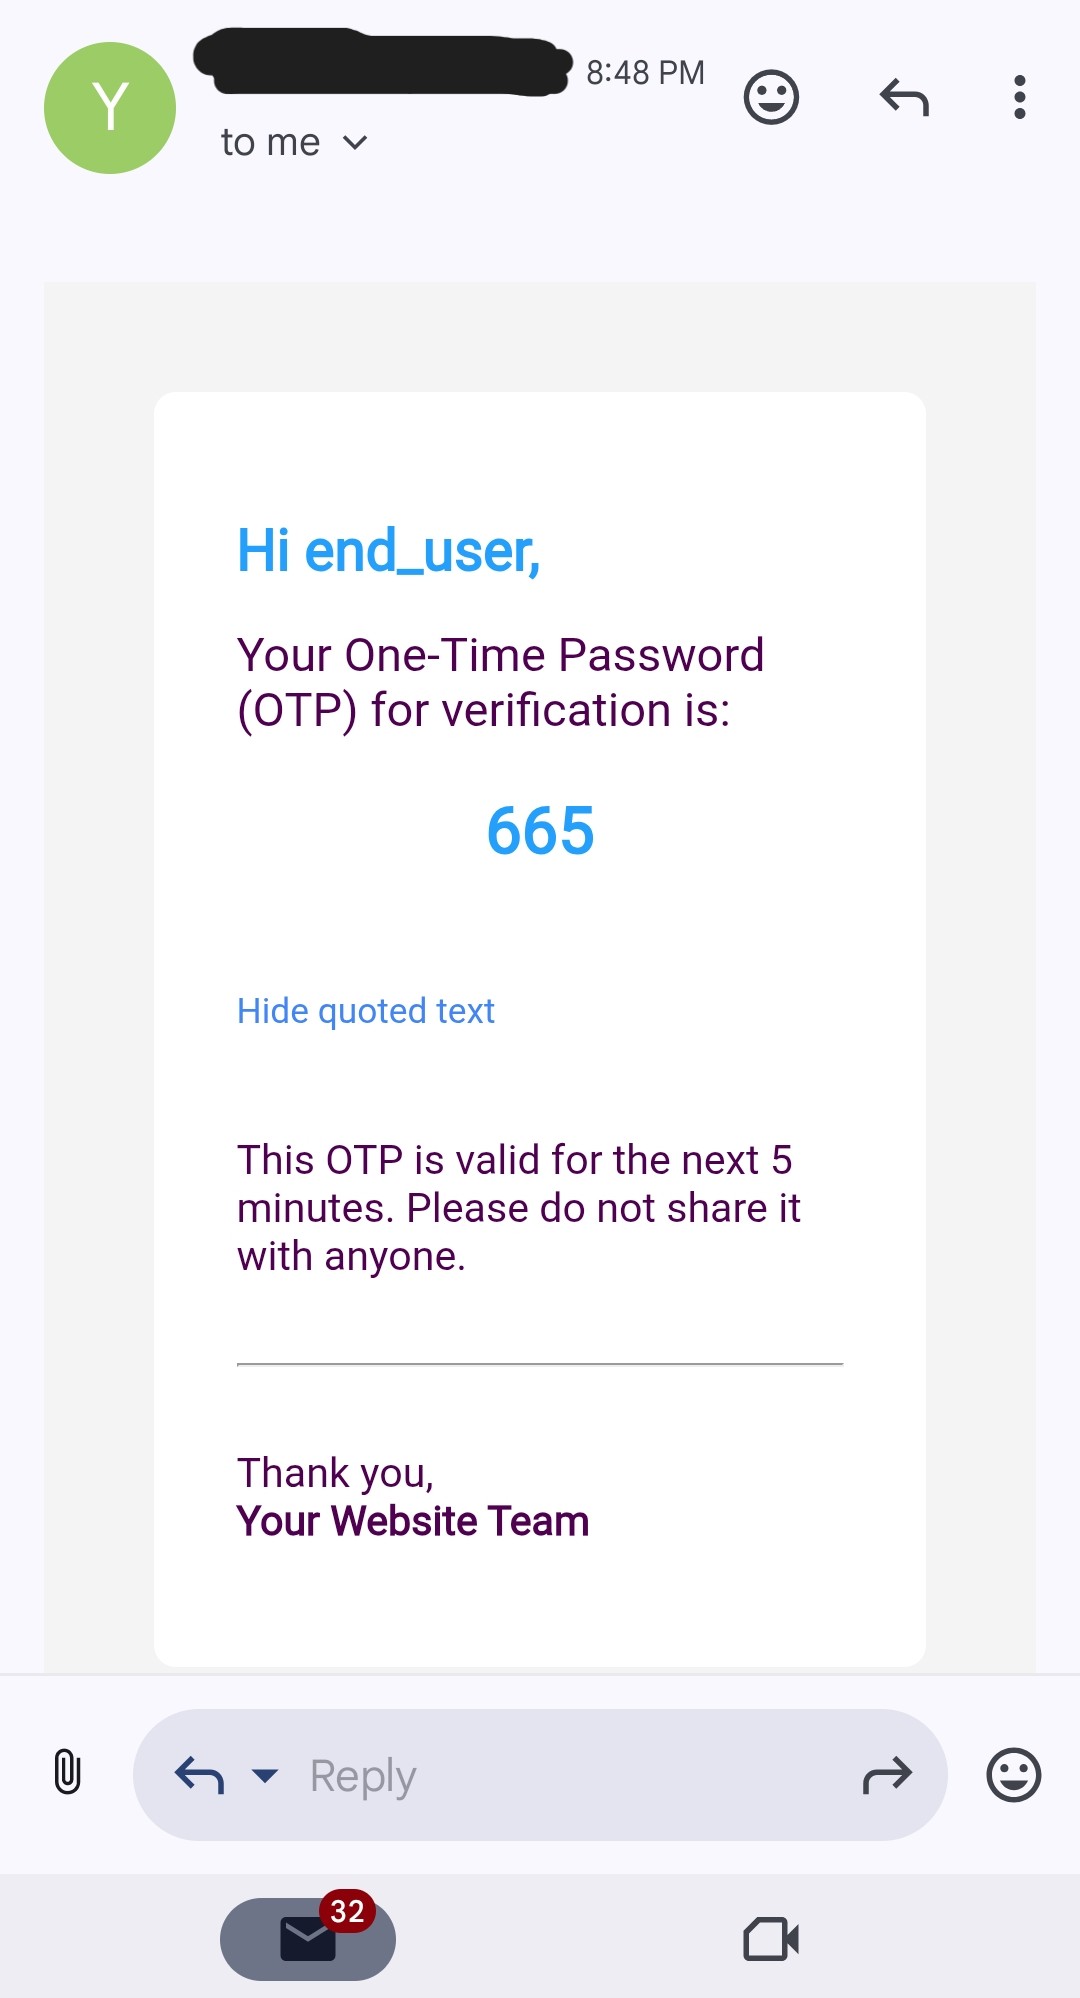 Y
8:48 PM
to me
Hi end_user,
Your One-Time Password
(OTP) for verification is:
665
Hide quoted text
This OTP is valid for the next 5
minutes. Please do not share it
with anyone.
Thank you,
Your Website Team
Reply
32